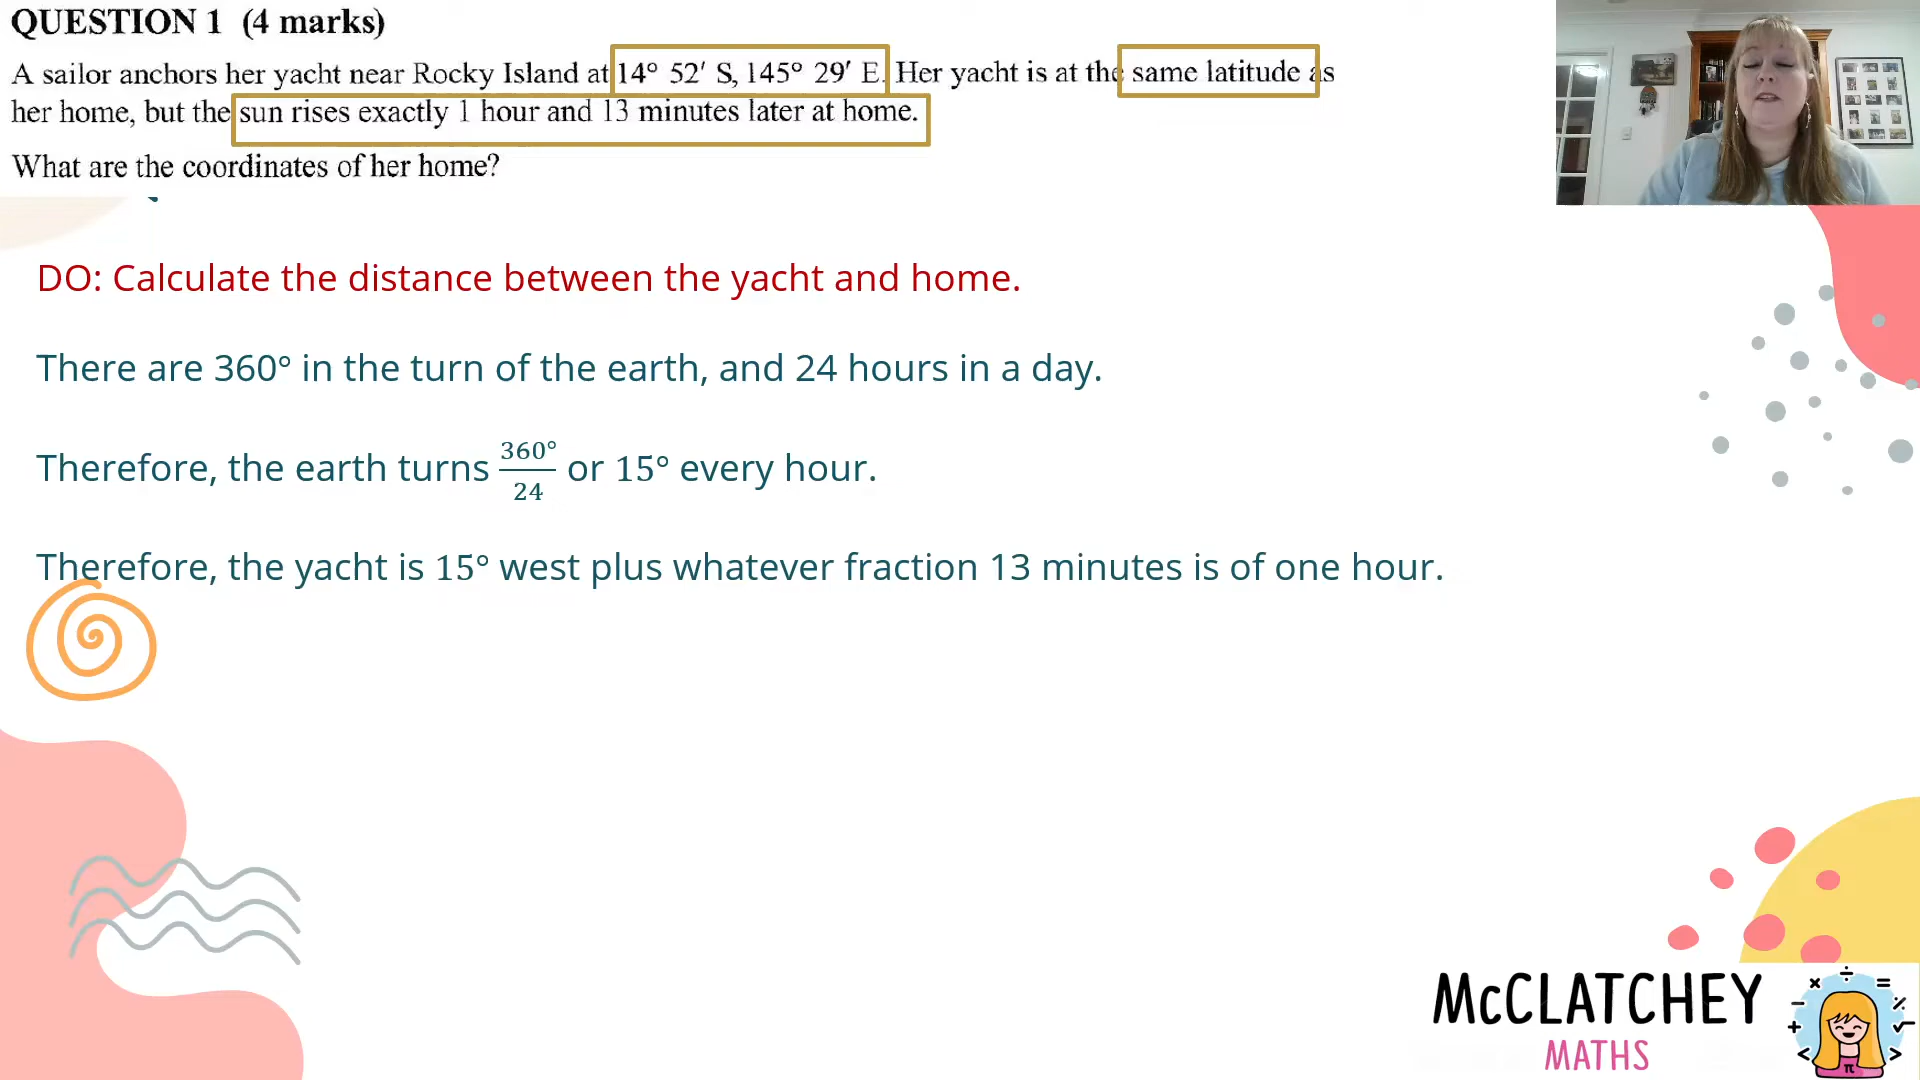 QUESTION 1 (4 marks)
A sailor anchors her yacht near Rocky Island at 14° 52′ S, 145° 29′ E. Her yacht is at the same latitude as
her home, but the sun rises exactly 1 hour and 13 minutes later at home.
What are the coordinates of her home?
DO: Calculate the distance between the yacht and home.
There are 360° in the turn of the earth, and 24 hours in a day.
Therefore, the earth turns 360°/24 or 15° every hour.
Therefore, the yacht is 15° west plus whatever fraction 13 minutes is of one hour.
McCLATCHEY
MATHS
× ÷ =
− %
+ √
< π >